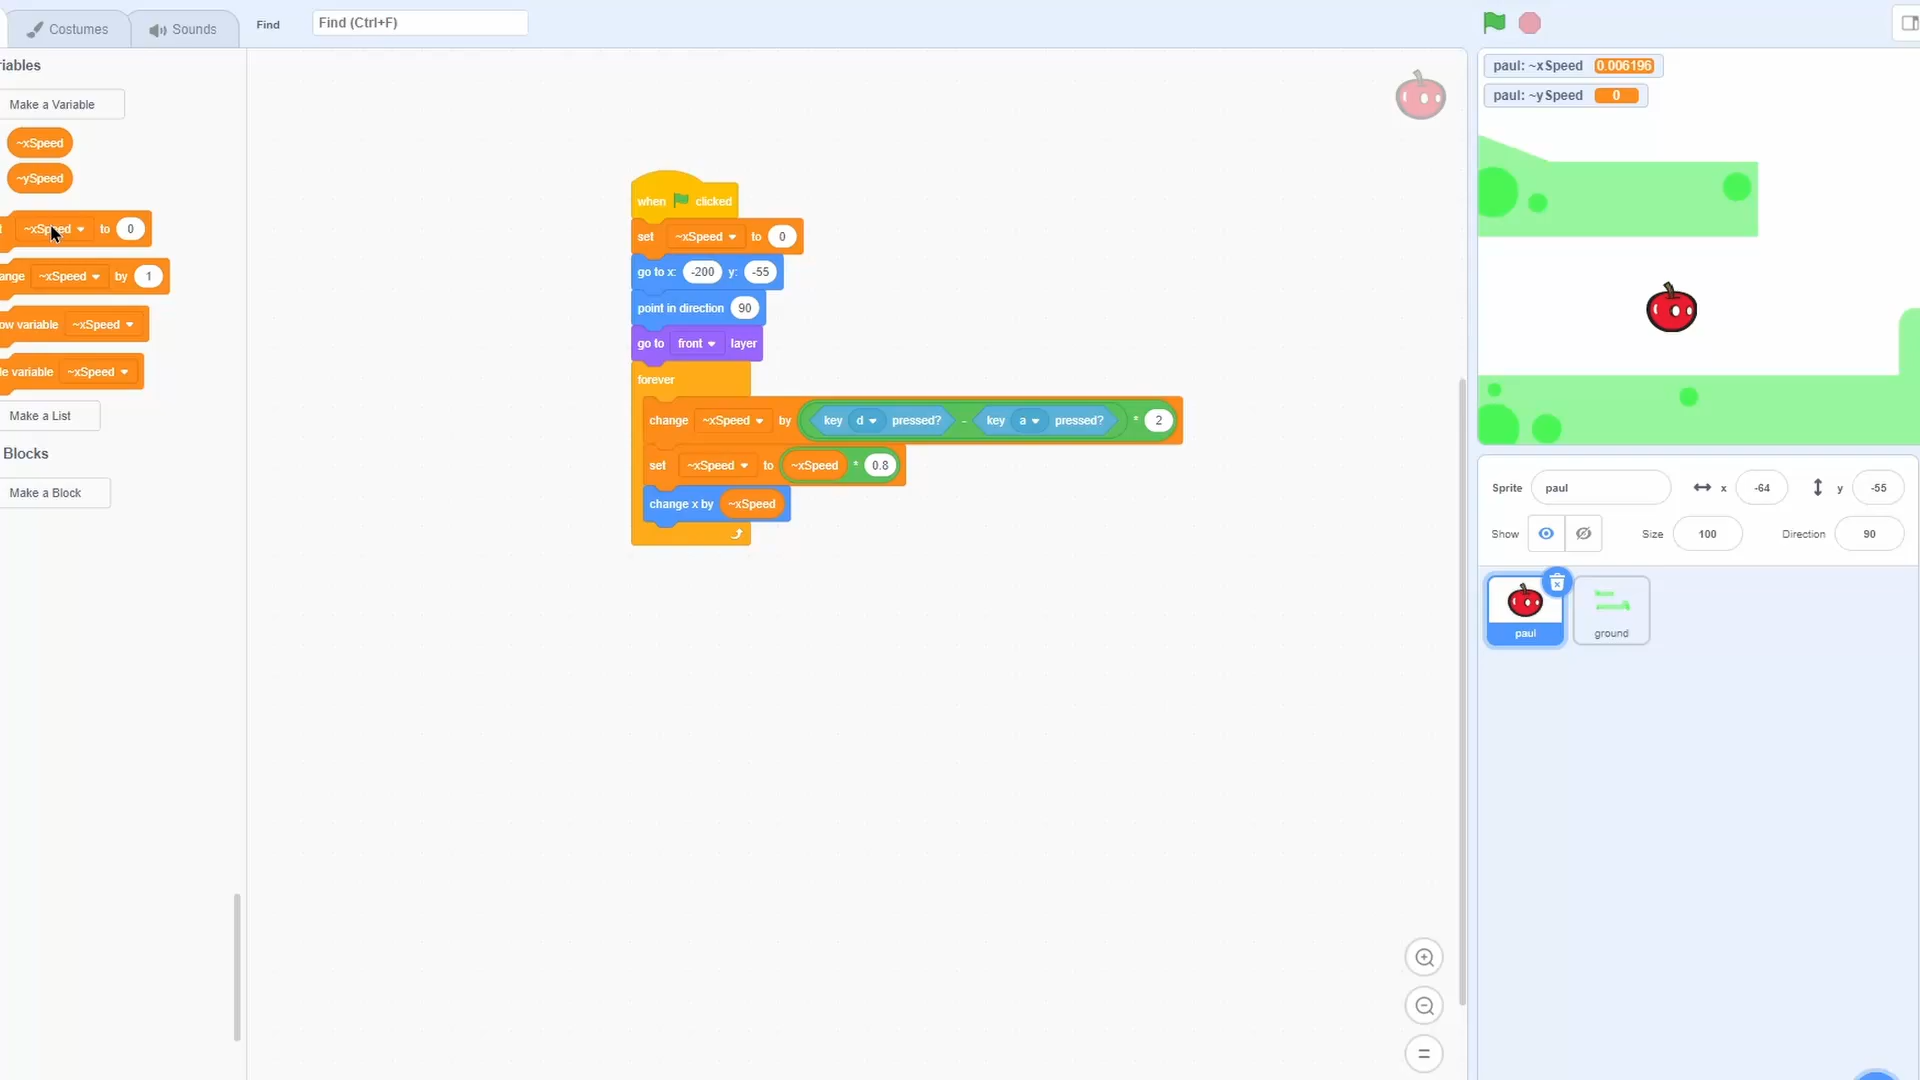 Costumes
Sounds
Find
Find (Ctrl+F)
riables
Make a Variable
~xSpeed
~ySpeed
t ~xSpeed to 0
ange ~xSpeed by 1
ow variable ~xSpeed
le variable ~xSpeed
Make a List
Blocks
Make a Block
when clicked
set ~xSpeed to 0
go to x: -200 y: -55
point in direction 90
go to front layer
forever
change ~xSpeed by key d pressed? - key a pressed? * 2
set ~xSpeed to ~xSpeed * 0.8
change x by ~xSpeed
paul: ~xSpeed 0.006196
paul: ~ySpeed 0
Sprite paul x -64 y -55
Show Size 100 Direction 90
paul
ground